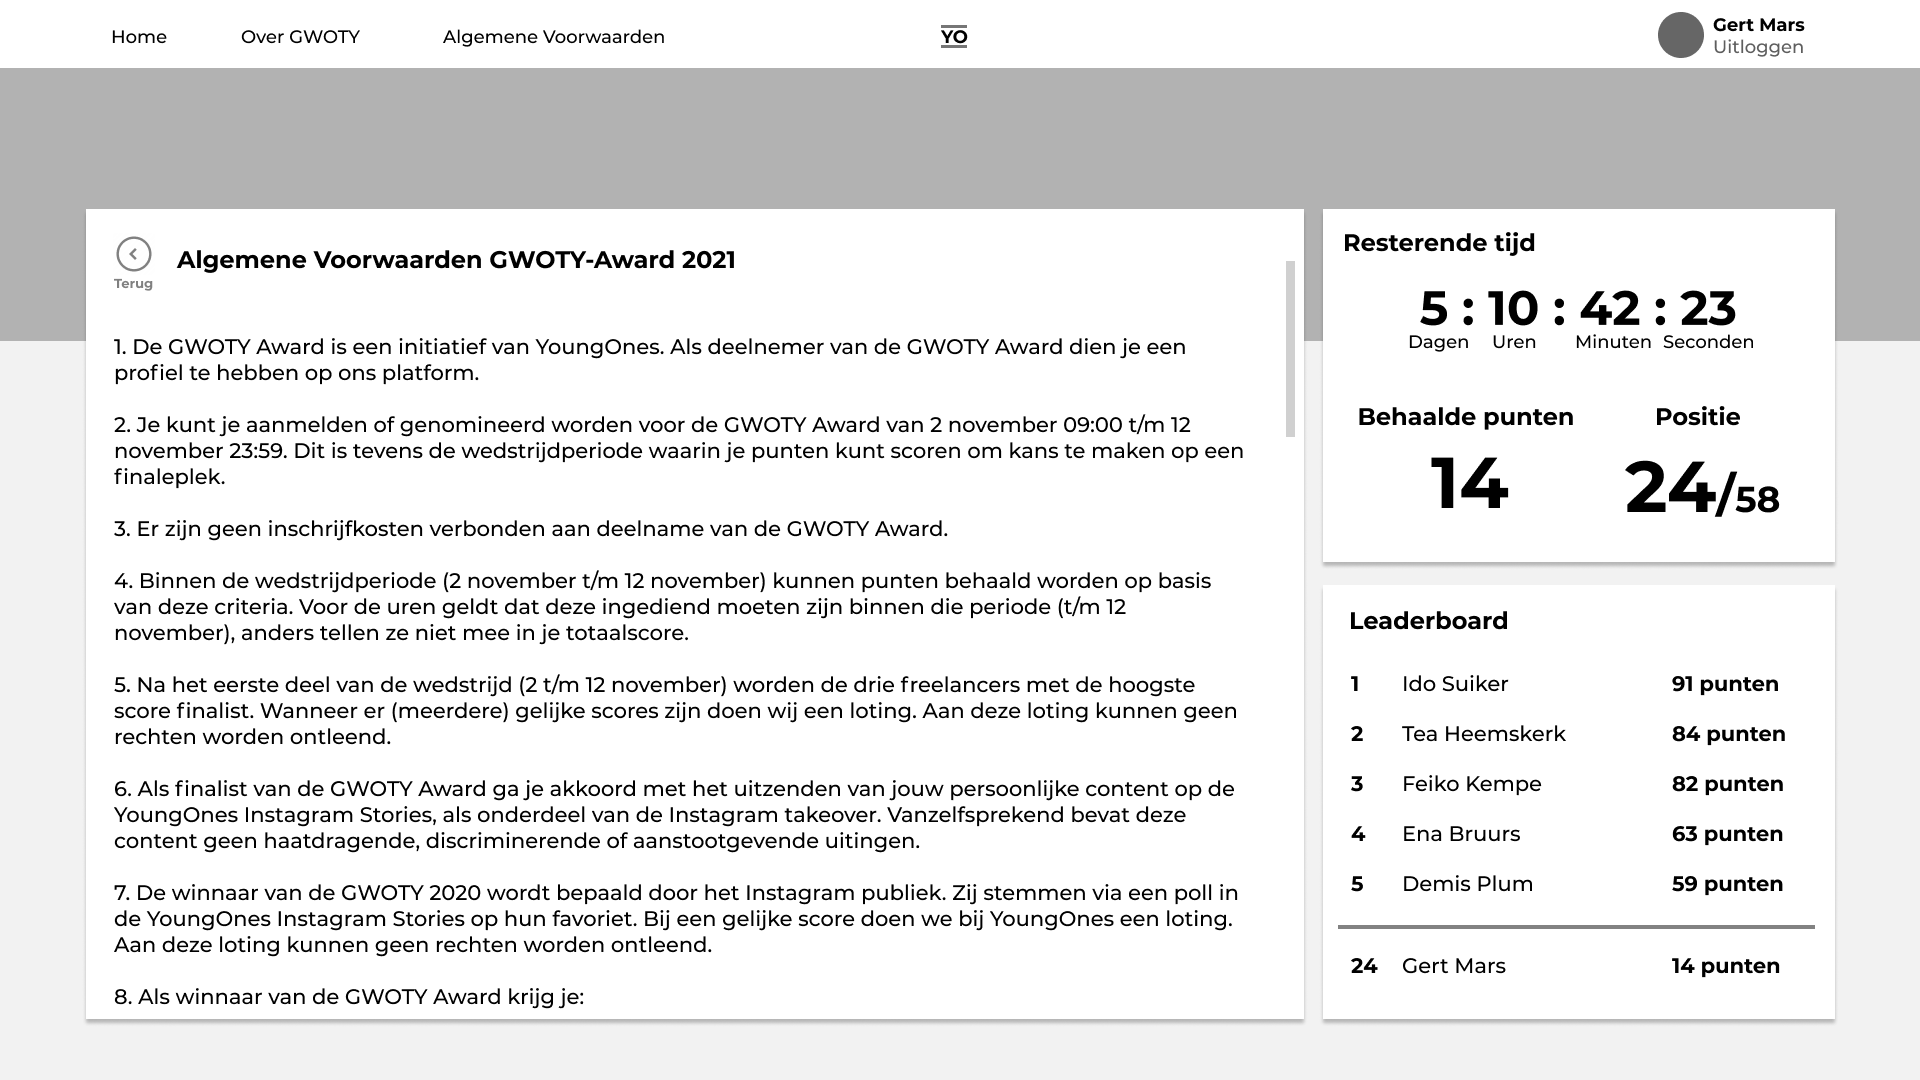 Home Over GWOTY Algemene Voorwaarden YO Gert Mars
Uitloggen
Terug
Algemene Voorwaarden GWOTY-Award 2021
1. De GWOTY Award is een initiatief van YoungOnes. Als deelnemer van de GWOTY Award dien je een
profiel te hebben op ons platform.
2. Je kunt je aanmelden of genomineerd worden voor de GWOTY Award van 2 november 09:00 t/m 12
november 23:59. Dit is tevens de wedstrijdperiode waarin je punten kunt scoren om kans te maken op een
finaleplek.
3. Er zijn geen inschrijfkosten verbonden aan deelname van de GWOTY Award.
4. Binnen de wedstrijdperiode (2 november t/m 12 november) kunnen punten behaald worden op basis
van deze criteria. Voor de uren geldt dat deze ingediend moeten zijn binnen die periode (t/m 12
november), anders tellen ze niet mee in je totaalscore.
5. Na het eerste deel van de wedstrijd (2 t/m 12 november) worden de drie freelancers met de hoogste
score finalist. Wanneer er (meerdere) gelijke scores zijn doen wij een loting. Aan deze loting kunnen geen
rechten worden ontleend.
6. Als finalist van de GWOTY Award ga je akkoord met het uitzenden van jouw persoonlijke content op de
YoungOnes Instagram Stories, als onderdeel van de Instagram takeover. Vanzelfsprekend bevat deze
content geen haatdragende, discriminerende of aanstootgevende uitingen.
7. De winnaar van de GWOTY 2020 wordt bepaald door het Instagram publiek. Zij stemmen via een poll in
de YoungOnes Instagram Stories op hun favoriet. Bij een gelijke score doen we bij YoungOnes een loting.
Aan deze loting kunnen geen rechten worden ontleend.
8. Als winnaar van de GWOTY Award krijg je:
Resterende tijd
5 : 10 : 42 : 23
Dagen Uren Minuten Seconden
Behaalde punten Positie
14 24/58
Leaderboard
1 Ido Suiker 91 punten
2 Tea Heemskerk 84 punten
3 Feiko Kempe 82 punten
4 Ena Bruurs 63 punten
5 Demis Plum 59 punten
24 Gert Mars 14 punten